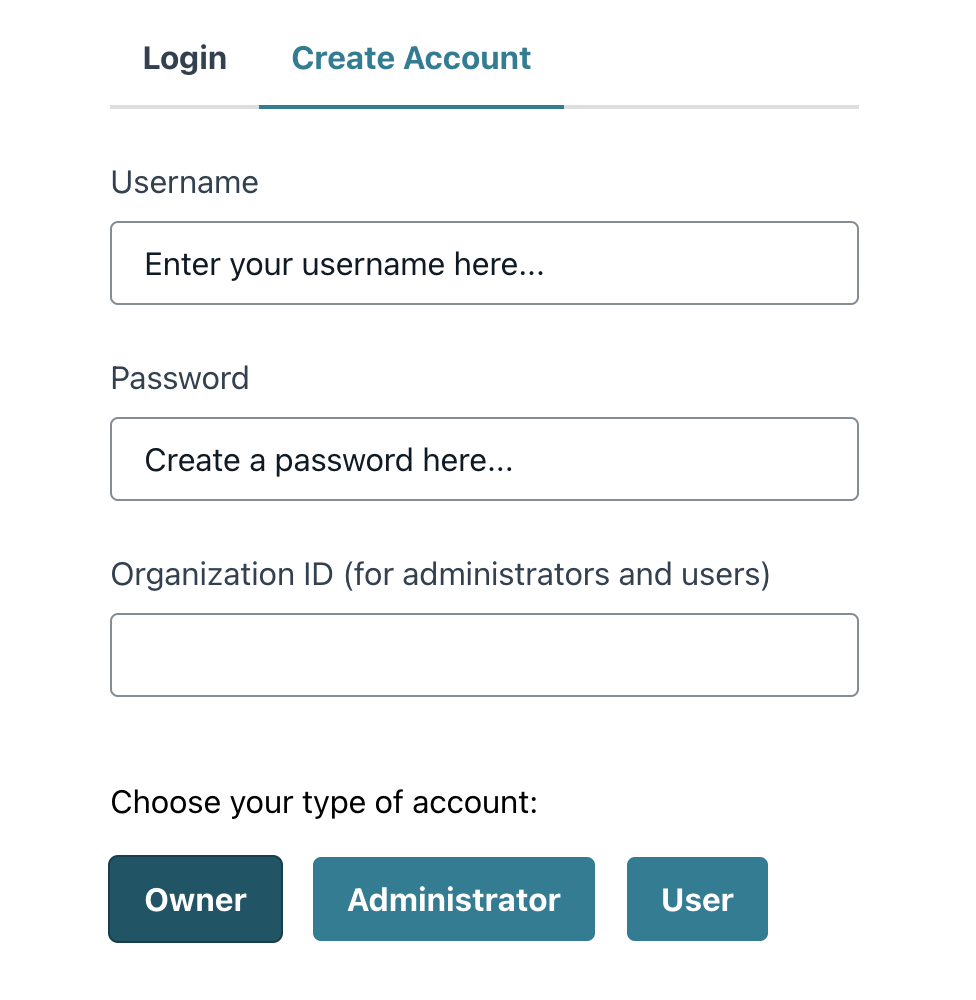 Login Create Account
Username
Enter your username here...
Password
Create a password here...
Organization ID (for administrators and users)
Choose your type of account:
Owner Administrator User